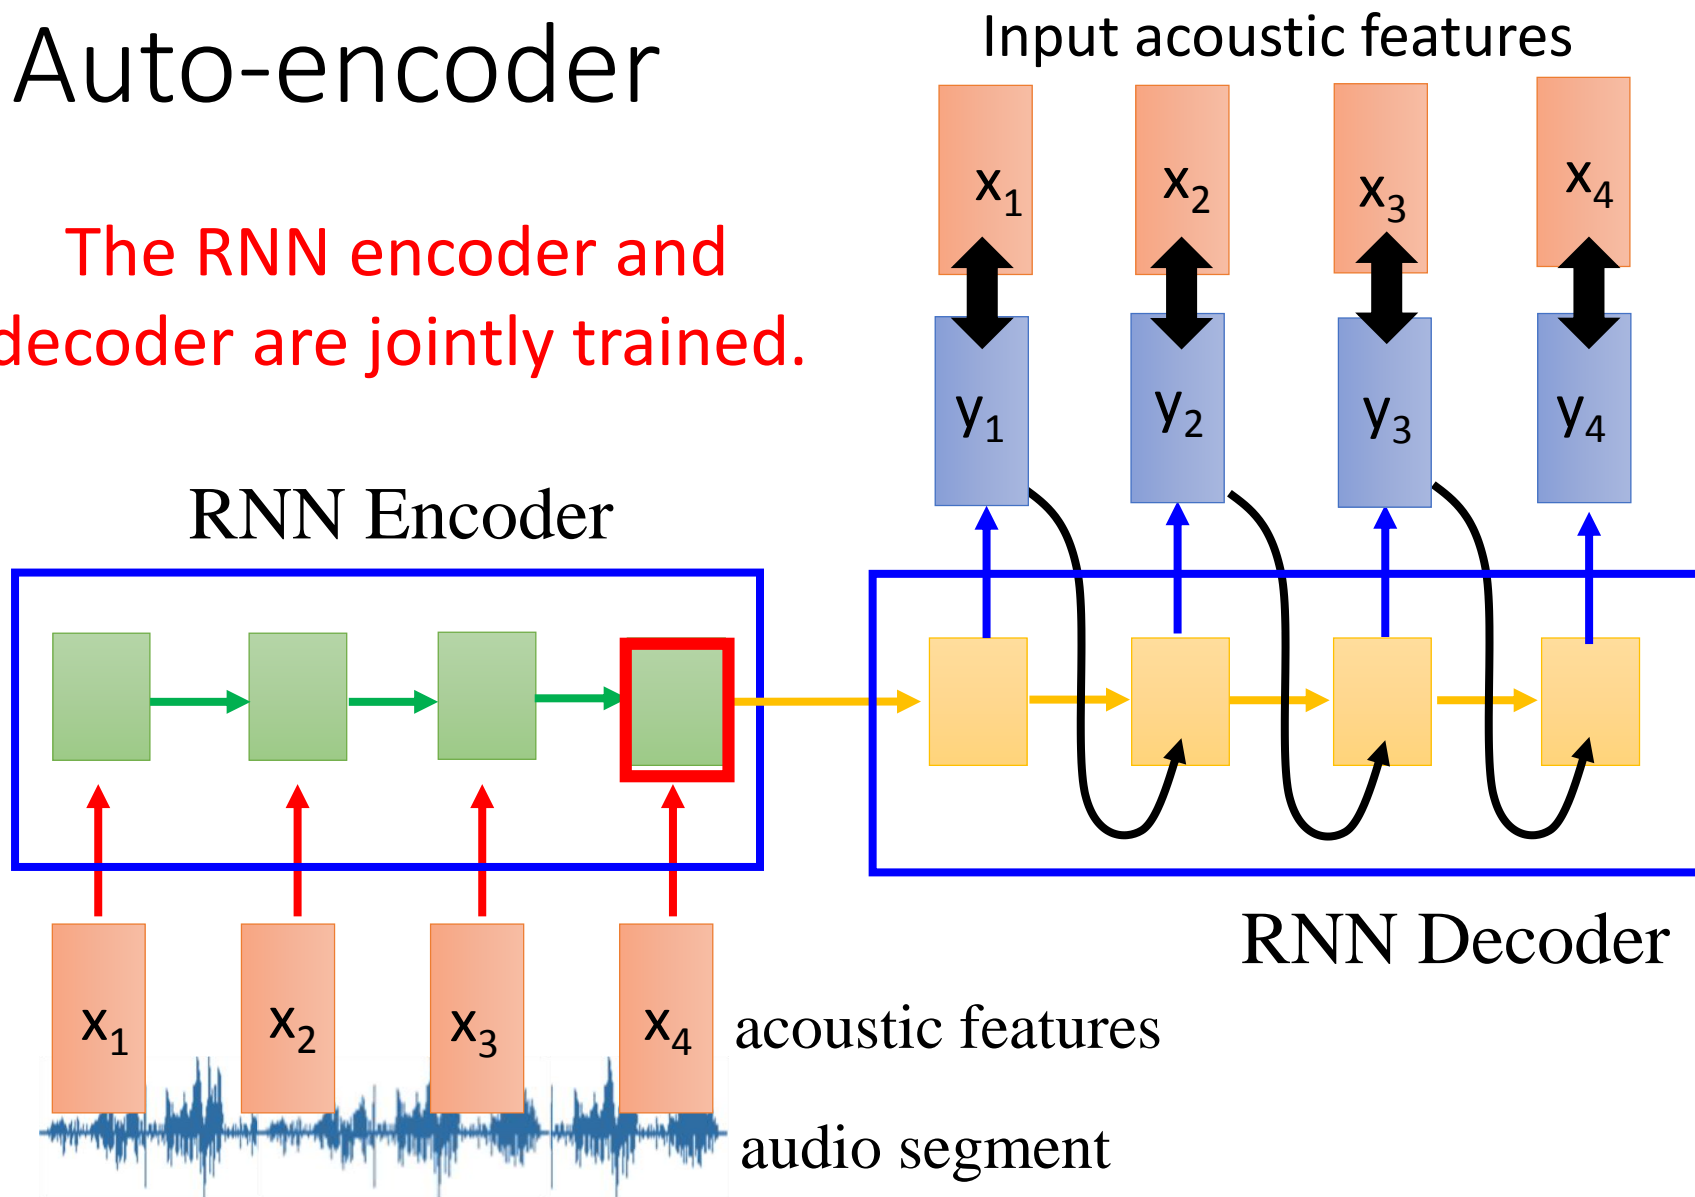 Auto-encoder
Input acoustic features
The RNN encoder and
decoder are jointly trained.
x1 x2 x3 x4
y1 y2 y3 y4
RNN Encoder
RNN Decoder
x1 x2 x3 x4
acoustic features
audio segment